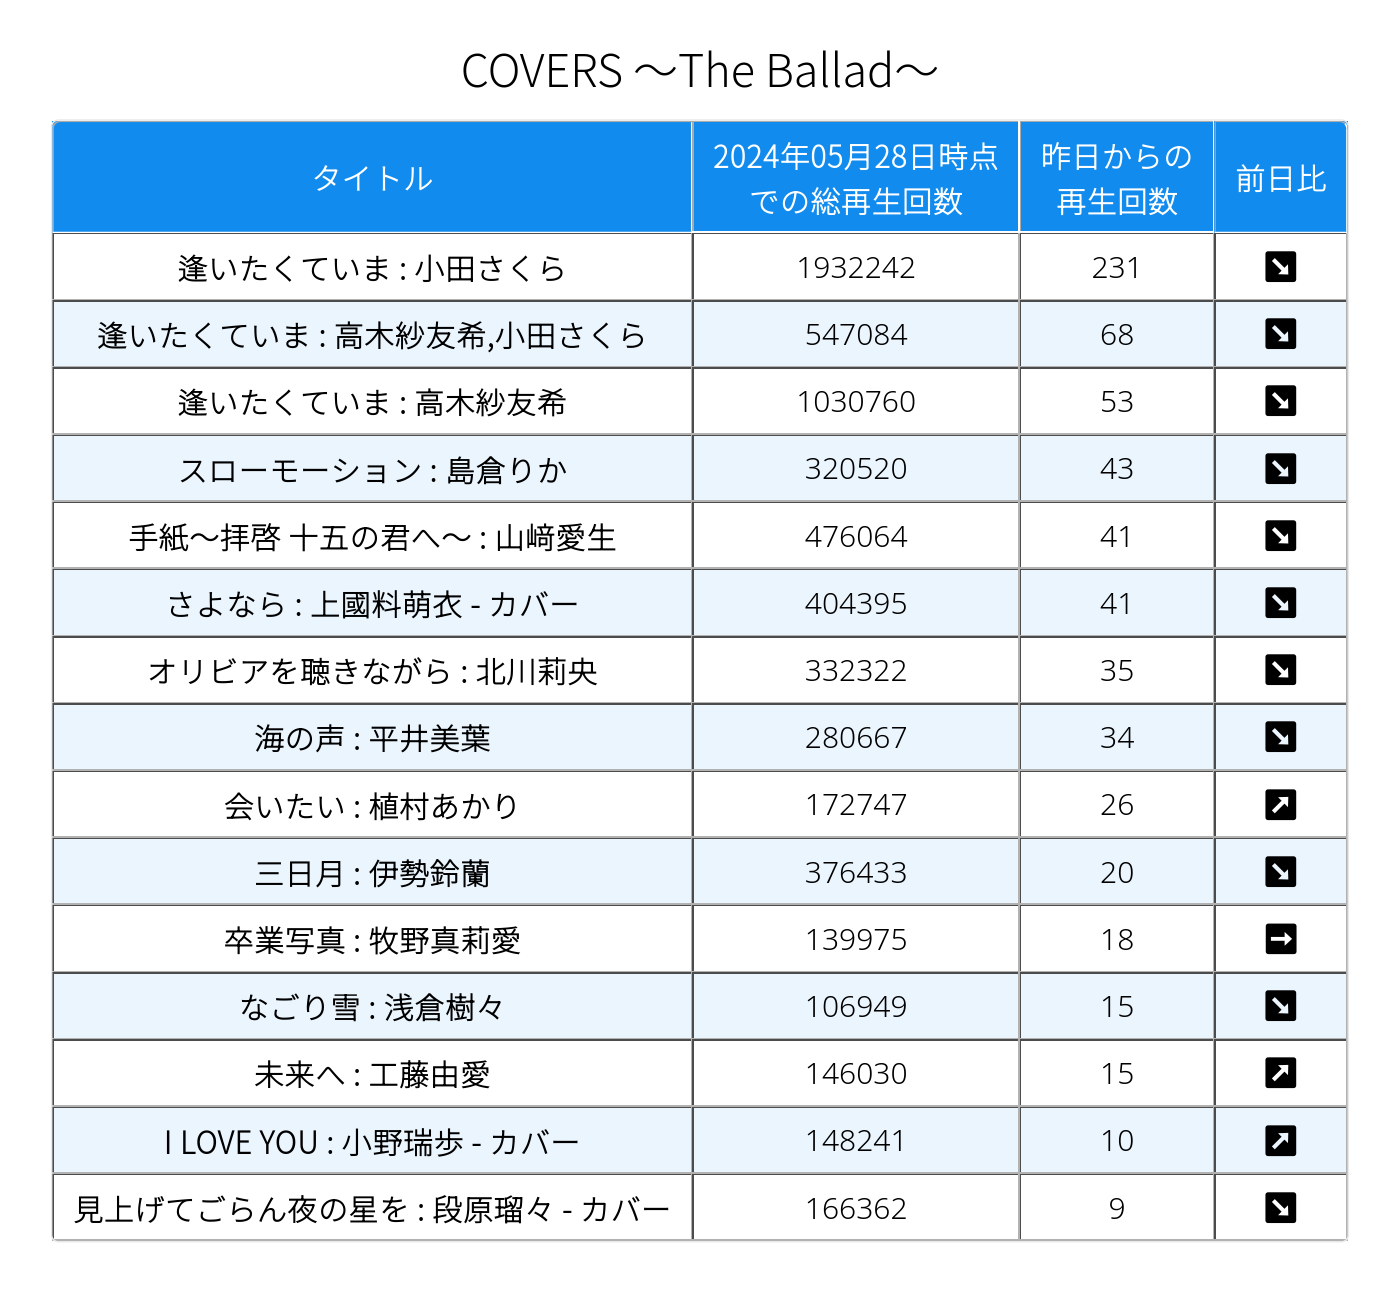 COVERS ～The Ballad～
タイトル 2024年05月28日時点での総再生回数 昨日からの再生回数 前日比
逢いたくていま : 小田さくら 1932242 231 ↘
逢いたくていま : 高木紗友希,小田さくら 547084 68 ↘
逢いたくていま : 高木紗友希 1030760 53 ↘
スローモーション : 島倉りか 320520 43 ↘
手紙～拝啓 十五の君へ～ : 山﨑愛生 476064 41 ↘
さよなら : 上國料萌衣 - カバー 404395 41 ↘
オリビアを聴きながら : 北川莉央 332322 35 ↘
海の声 : 平井美葉 280667 34 ↘
会いたい : 植村あかり 172747 26 ↗
三日月 : 伊勢鈴蘭 376433 20 ↘
卒業写真 : 牧野真莉愛 139975 18 →
なごり雪 : 浅倉樹々 106949 15 ↘
未来へ : 工藤由愛 146030 15 ↗
I LOVE YOU : 小野瑞歩 - カバー 148241 10 ↗
見上げてごらん夜の星を : 段原瑠々 - カバー 166362 9 ↘